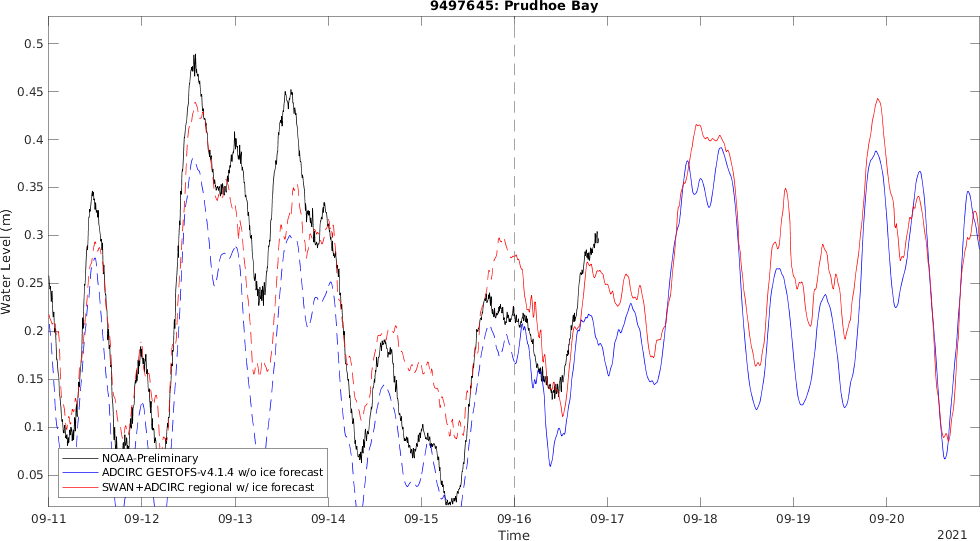 9497645: Prudhoe Bay
0.5
0.45
0.4
0.35
0.3
0.25
0.2
0.15
0.1
0.05
Water Level (m)
NOAA-Preliminary
ADCIRC GESTOFS-v4.1.4 w/o ice forecast
SWAN+ADCIRC regional w/ ice forecast
09-11 09-12 09-13 09-14 09-15 09-16 09-17 09-18 09-19 09-20
Time
2021